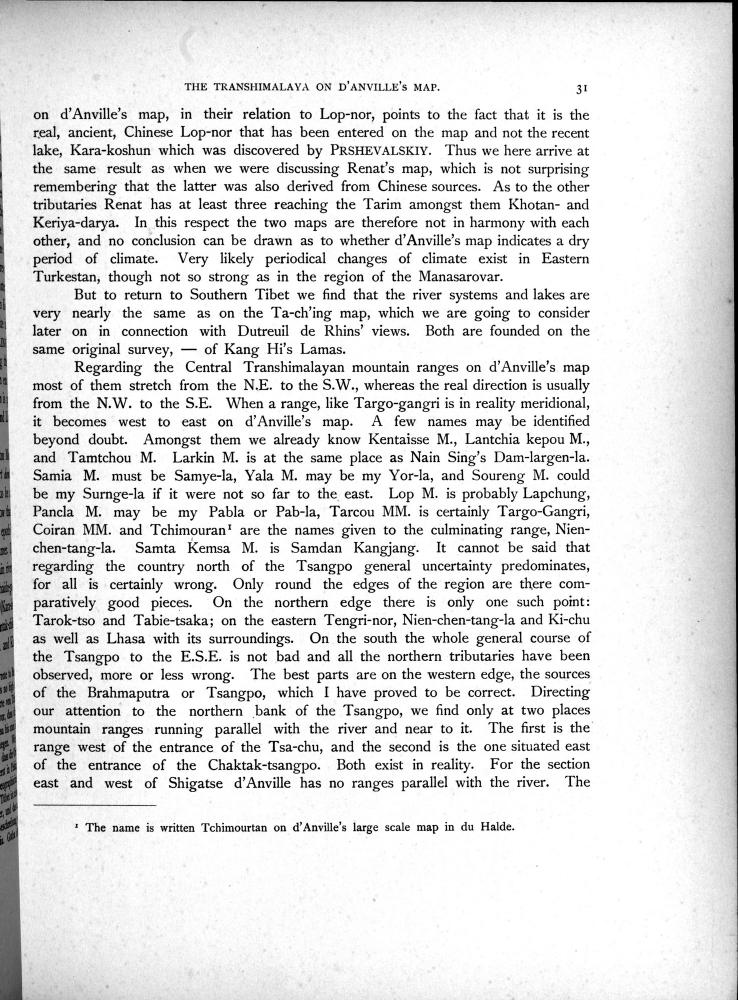 THE TRANSHIMALAYA ON D'ANVILLE'S MAP. 31
on d'Anville's map, in their relation to Lop-nor, points to the fact that it is the
real, ancient, Chinese Lop-nor that has been entered on the map and not the recent
lake, Kara-koshun which was discovered by PRSHEVALSKIY. Thus we here arrive at
the same result as when we were discussing Renat's map, which is not surprising
remembering that the latter was also derived from Chinese sources. As to the other
tributaries Renat has at least three reaching the Tarim amongst them Khotan- and
Keriya-darya. In this respect the two maps are therefore not in harmony with each
other, and no conclusion can be drawn as to whether d'Anville's map indicates a dry
period of climate. Very likely periodical changes of climate exist in Eastern
Turkestan, though not so strong as in the region of the Manasarovar.
But to return to Southern Tibet we find that the river systems and lakes are
very nearly the same as on the Ta-ch'ing map, which we are going to consider
later on in connection with Dutreuil de Rhins' views. Both are founded on the
same original survey, — of Kang Hi's Lamas.
Regarding the Central Transhimalayan mountain ranges on d'Anville's map
most of them stretch from the N.E. to the S.W., whereas the real direction is usually
from the N.W. to the S.E. When a range, like Targo-gangri is in reality meridional,
it becomes west to east on d'Anville's map. A few names may be identified
beyond doubt. Amongst them we already know Kentaisse M., Lantchia kepou M.,
and Tamtchou M. Larkin M. is at the same place as Nain Sing's Dam-largen-la.
Samia M. must be Samye-la, Yala M. may be my Yor-la, and Soureng M. could
be my Surnge-la if it were not so far to the east. Lop M. is probably Lapchung,
Pancla M. may be my Pabla or Pab-la, Tarcou MM. is certainly Targo-Gangri,
Coiran MM. and Tchimouran¹ are the names given to the culminating range, Nien-
chen-tang-la. Samta Kemsa M. is Samdan Kangjang. It cannot be said that
regarding the country north of the Tsangpo general uncertainty predominates,
for all is certainly wrong. Only round the edges of the region are there com-
paratively good pieces. On the northern edge there is only one such point:
Tarok-tso and Tabie-tsaka; on the eastern Tengri-nor, Nien-chen-tang-la and Ki-chu
as well as Lhasa with its surroundings. On the south the whole general course of
the Tsangpo to the E.S.E. is not bad and all the northern tributaries have been
observed, more or less wrong. The best parts are on the western edge, the sources
of the Brahmaputra or Tsangpo, which I have proved to be correct. Directing
our attention to the northern bank of the Tsangpo, we find only at two places
mountain ranges running parallel with the river and near to it. The first is the
range west of the entrance of the Tsa-chu, and the second is the one situated east
of the entrance of the Chaktak-tsangpo. Both exist in reality. For the section
east and west of Shigatse d'Anville has no ranges parallel with the river. The
¹ The name is written Tchimourtan on d'Anville's large scale map in du Halde.